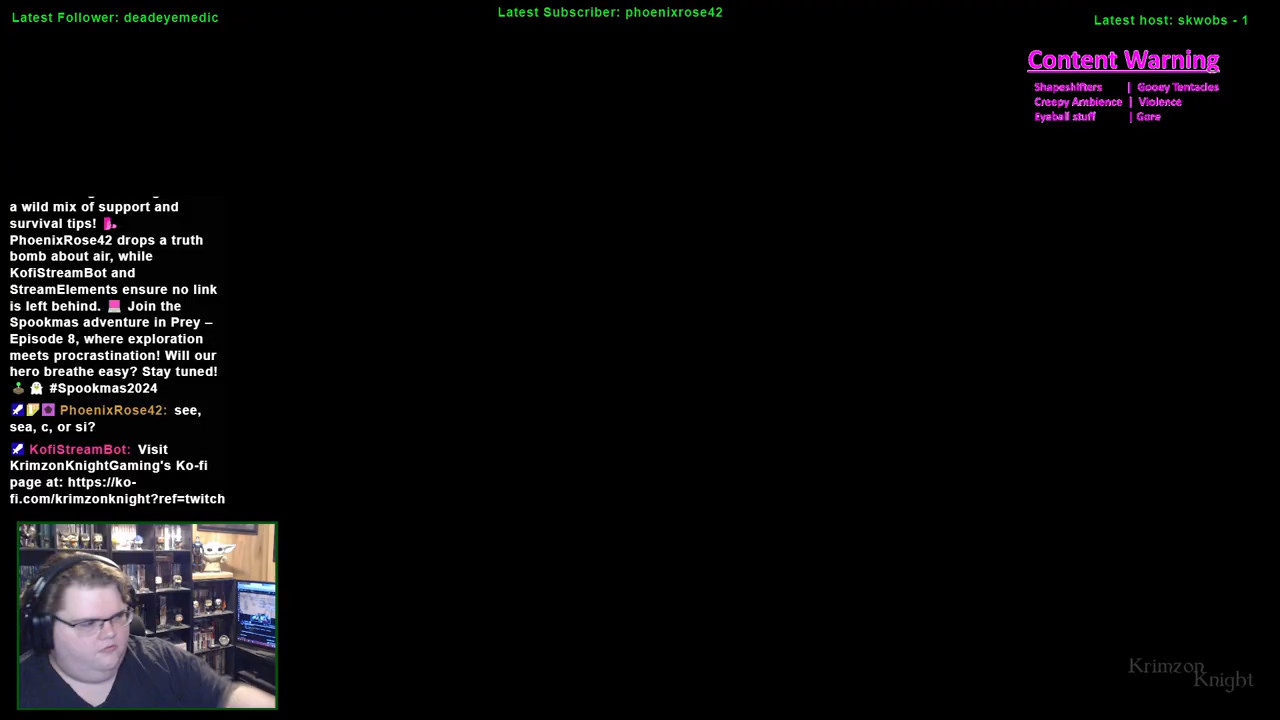 Latest Follower: deadeyemedic
Latest Subscriber: phoenixrose42
Latest host: skwobs - 1
Content Warning
Shapeshifters | Gooey Tentacles
Creepy Ambience | Violence
Eyeball stuff | Gore
a wild mix of support and
survival tips!
PhoenixRose42 drops a truth
bomb about air, while
KofiStreamBot and
StreamElements ensure no link
is left behind. Join the
Spookmas adventure in Prey –
Episode 8, where exploration
meets procrastination! Will our
hero breathe easy? Stay tuned!
#Spookmas2024
PhoenixRose42: see,
sea, c, or si?
KofiStreamBot: Visit
KrimzonKnightGaming's Ko-fi
page at: https://ko-
fi.com/krimzonknight?ref=twitch
Krimzon
Knight